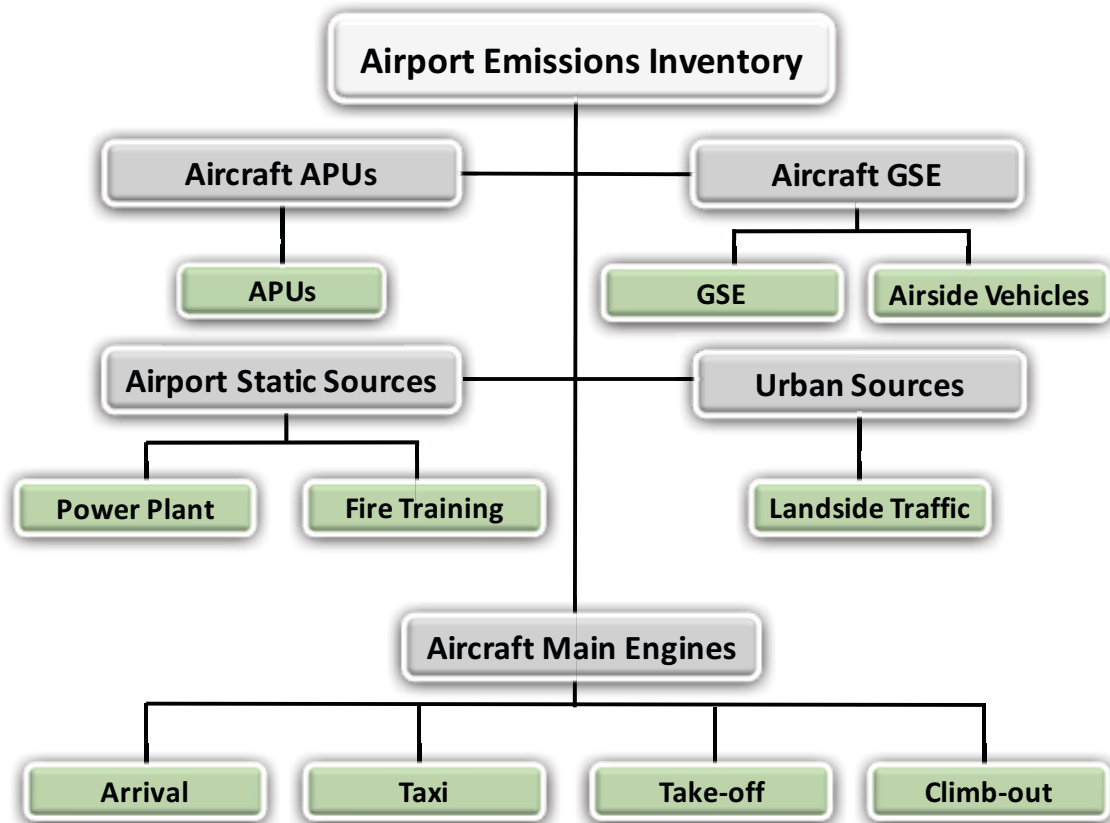 Airport Emissions Inventory
Aircraft APUs
Aircraft GSE
APUs
GSE
Airside Vehicles
Airport Static Sources
Urban Sources
Power Plant
Fire Training
Landside Traffic
Aircraft Main Engines
Arrival
Taxi
Take-off
Climb-out